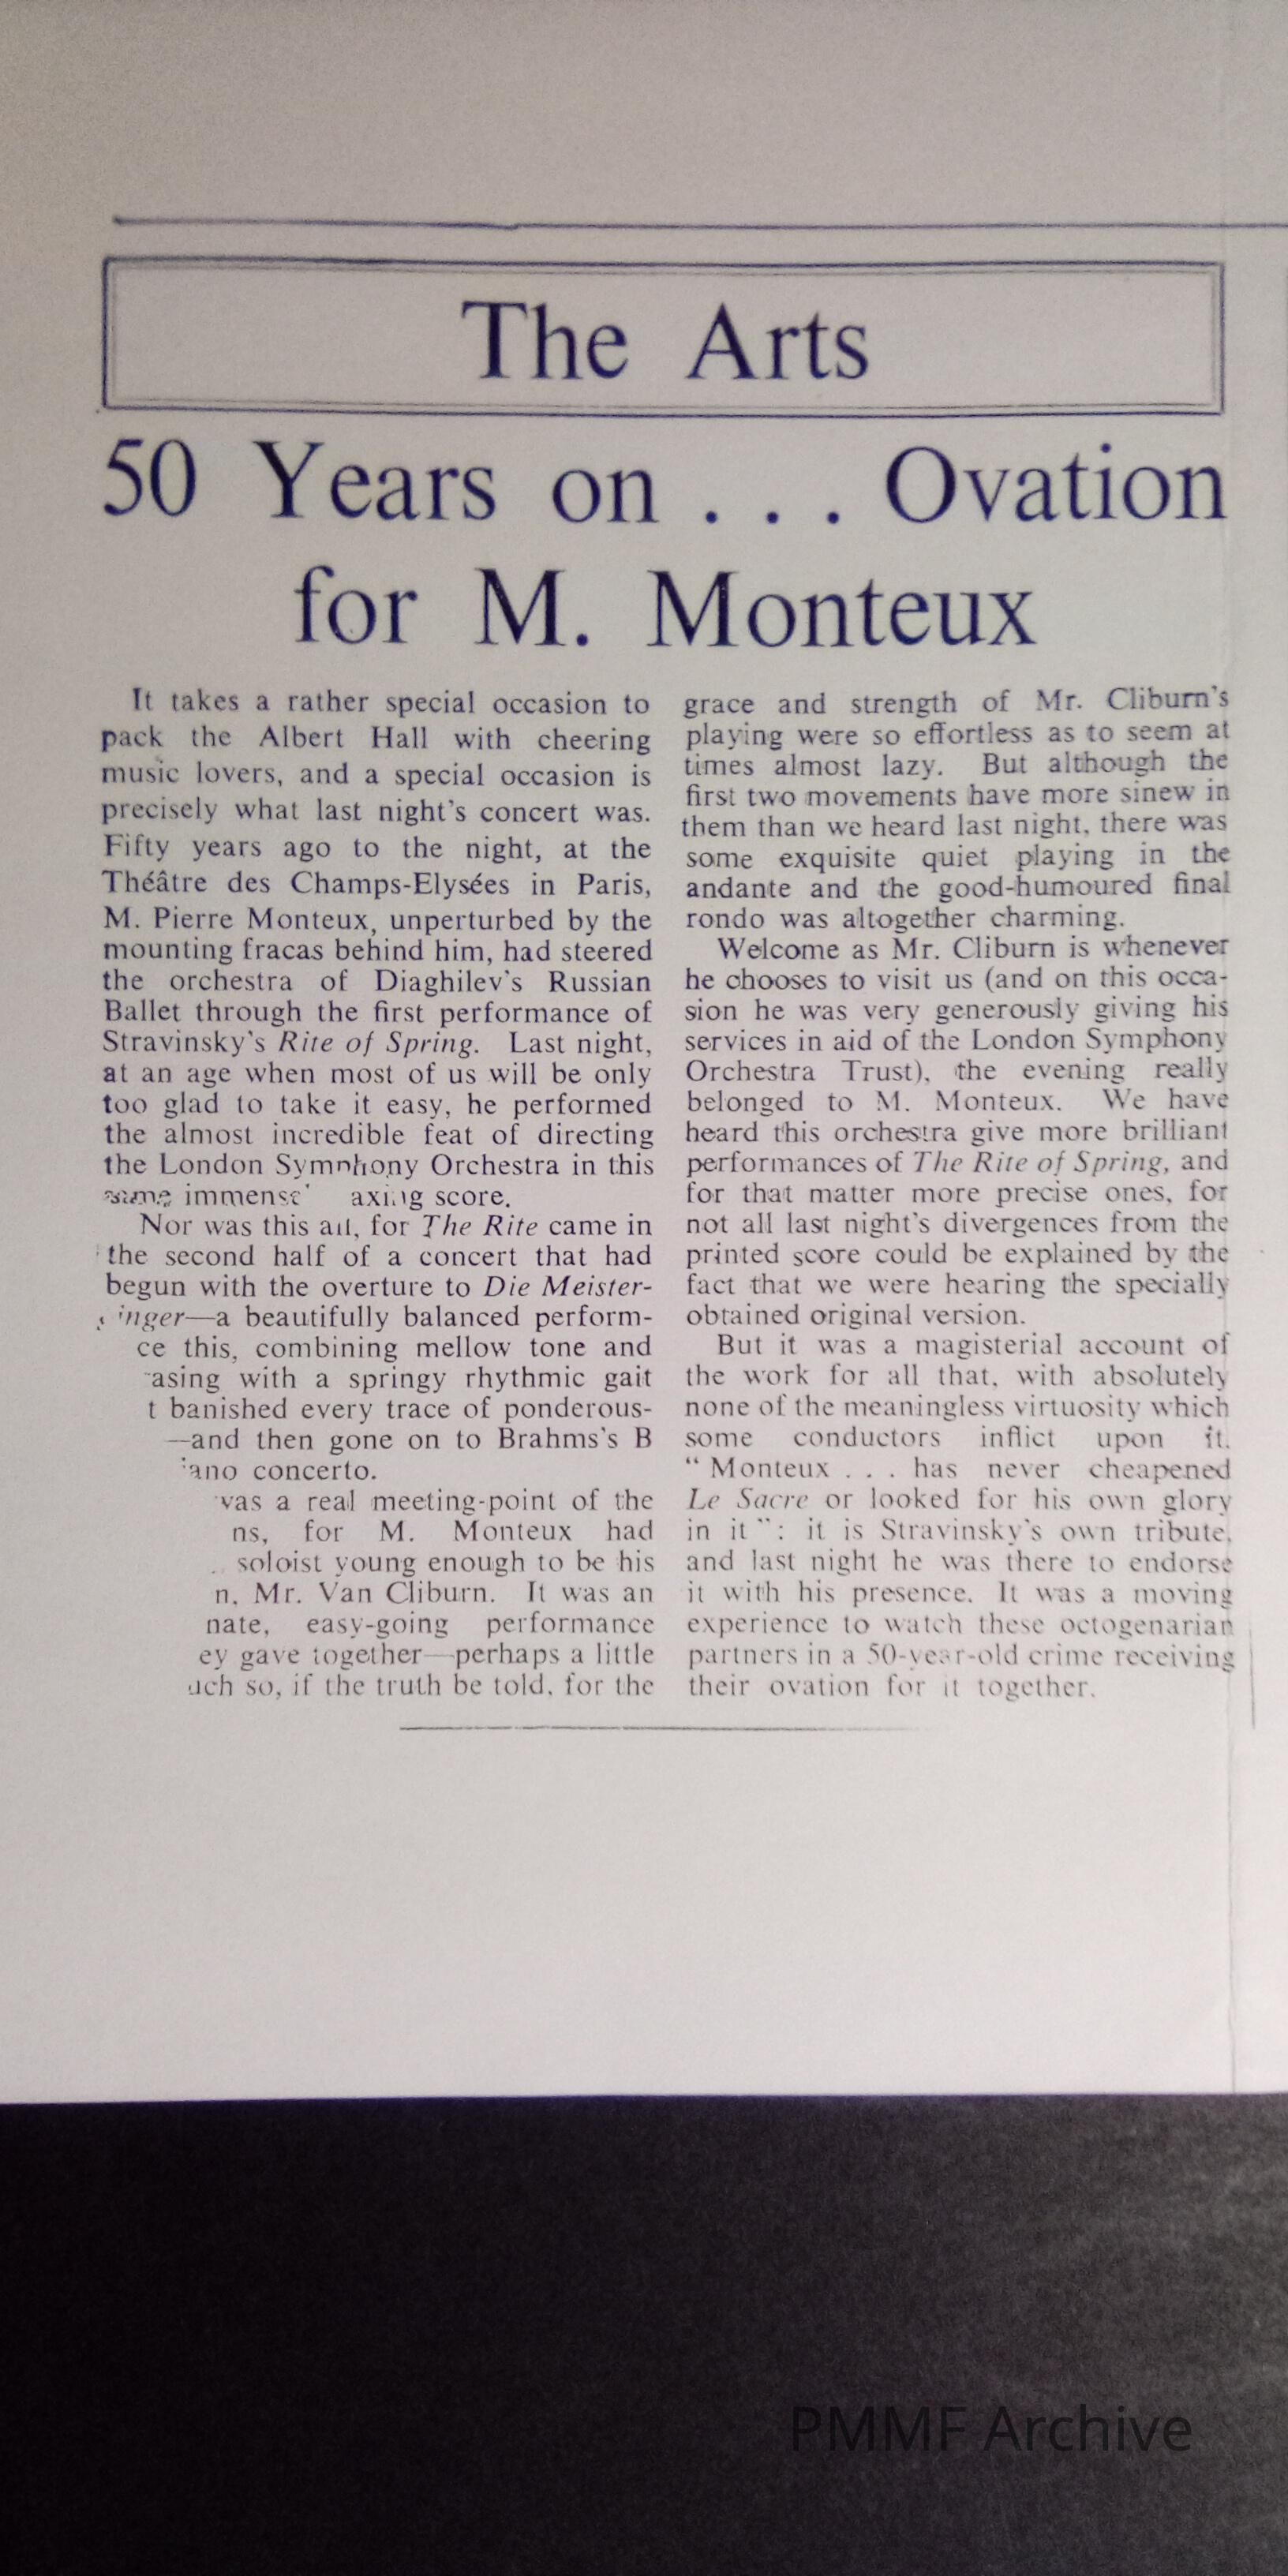 The Arts
50 Years on . . . Ovation
for M. Monteux
It takes a rather special occasion to
pack the Albert Hall with cheering
music lovers, and a special occasion is
precisely what last night's concert was.
Fifty years ago to the night, at the
Théâtre des Champs-Elysées in Paris,
M. Pierre Monteux, unperturbed by the
mounting fracas behind him, had steered
the orchestra of Diaghilev's Russian
Ballet through the first performance of
Stravinsky's Rite of Spring. Last night,
at an age when most of us will be only
too glad to take it easy, he performed
the almost incredible feat of directing
the London Symphony Orchestra in this
same immense axing score.
Nor was this all, for The Rite came in
the second half of a concert that had
begun with the overture to Die Meister-
inger—a beautifully balanced perform-
ce this, combining mellow tone and
asing with a springy rhythmic gait
t banished every trace of ponderous-
—and then gone on to Brahms's B
iano concerto.
was a real meeting-point of the
ns, for M. Monteux had
soloist young enough to be his
n, Mr. Van Cliburn. It was an
nate, easy-going performance
ey gave together—perhaps a little
uch so, if the truth be told, for the
grace and strength of Mr. Cliburn's
playing were so effortless as to seem at
times almost lazy. But although the
first two movements have more sinew in
them than we heard last night, there was
some exquisite quiet playing in the
andante and the good-humoured final
rondo was altogether charming.
Welcome as Mr. Cliburn is whenever
he chooses to visit us (and on this occa-
sion he was very generously giving his
services in aid of the London Symphony
Orchestra Trust), the evening really
belonged to M. Monteux. We have
heard this orchestra give more brilliant
performances of The Rite of Spring, and
for that matter more precise ones, for
not all last night's divergences from the
printed score could be explained by the
fact that we were hearing the specially
obtained original version.
But it was a magisterial account of
the work for all that, with absolutely
none of the meaningless virtuosity which
some conductors inflict upon it.
“ Monteux . . . has never cheapened
Le Sacre or looked for his own glory
in it ”: it is Stravinsky's own tribute,
and last night he was there to endorse
it with his presence. It was a moving
experience to watch these octogenarian
partners in a 50-year-old crime receiving
their ovation for it together.
PMMF Archive